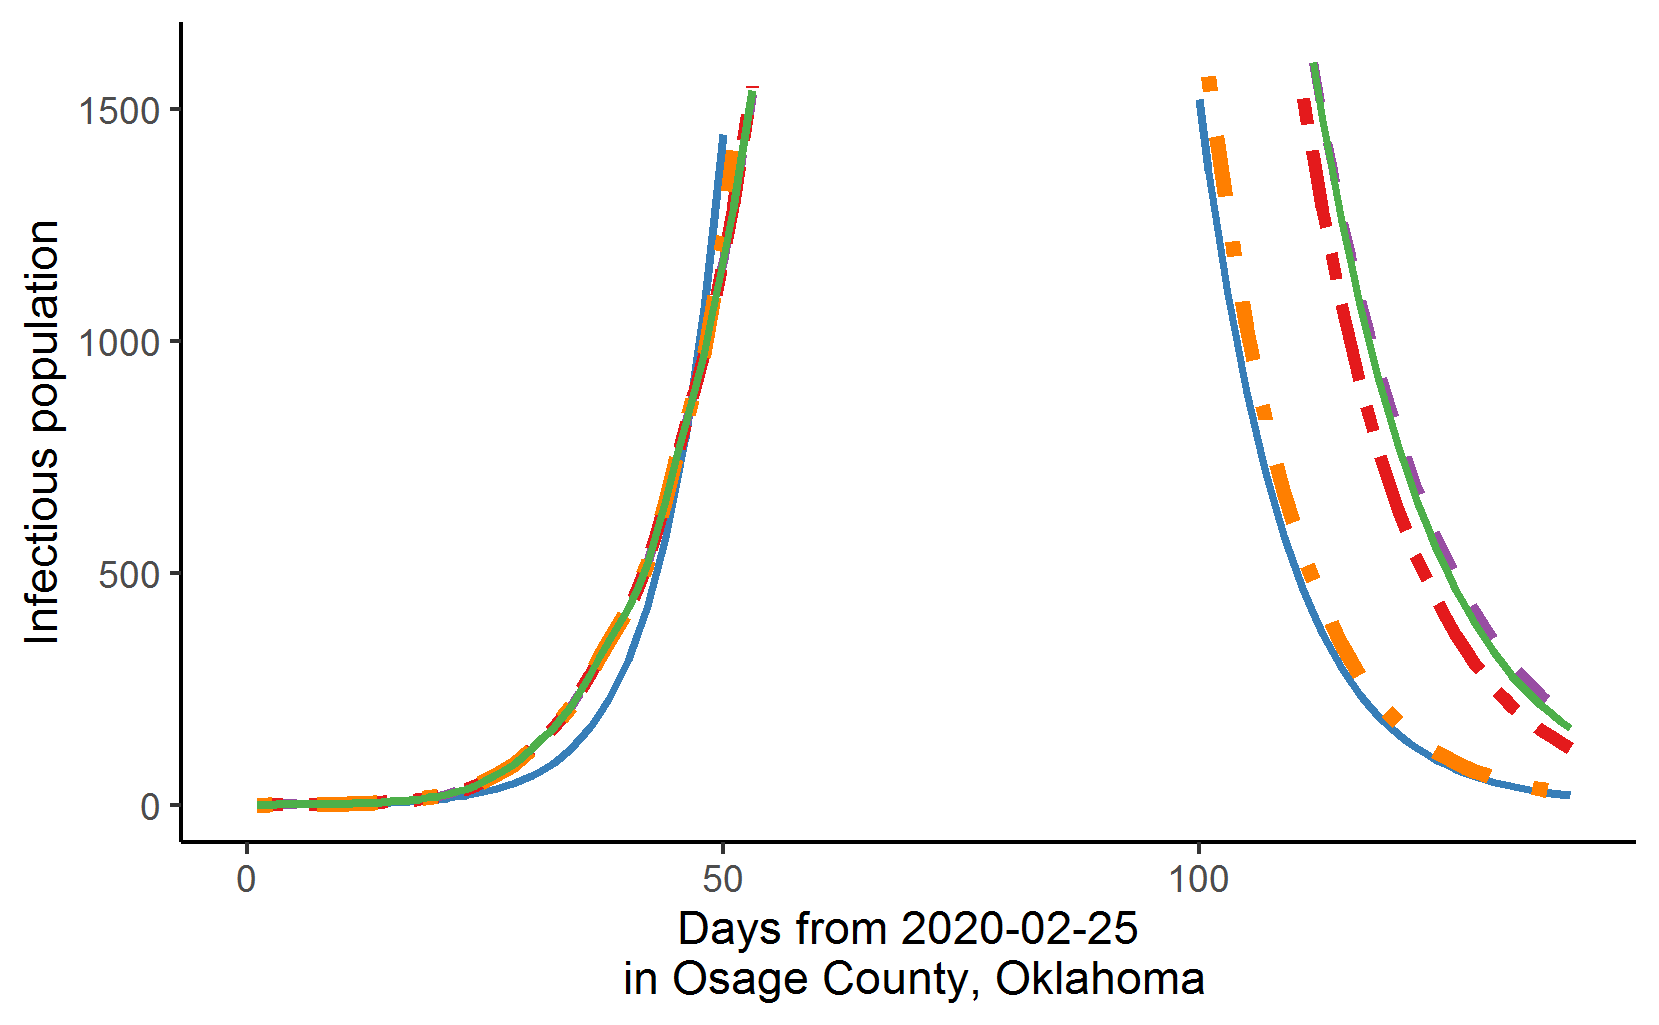 Infectious population
1500
1000
500
0
0 50 100
Days from 2020-02-25
in Osage County, Oklahoma